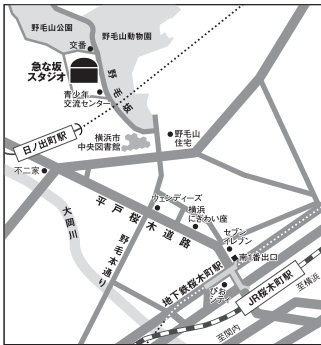 野毛山公園
野毛山動物園
交番
急な坂
スタジオ
青少年
交流センター
野毛坂
日ノ出町駅
横浜市
中央図書館
野毛山
住宅
不二家
大岡川
平戸桜木道路
野毛本通り
ウェンディーズ
横浜
にぎわい座
セブン
イレブン
南1番出口
地下鉄桜木町駅
ぴお
シティ
JR桜木町駅
至横浜
至関内